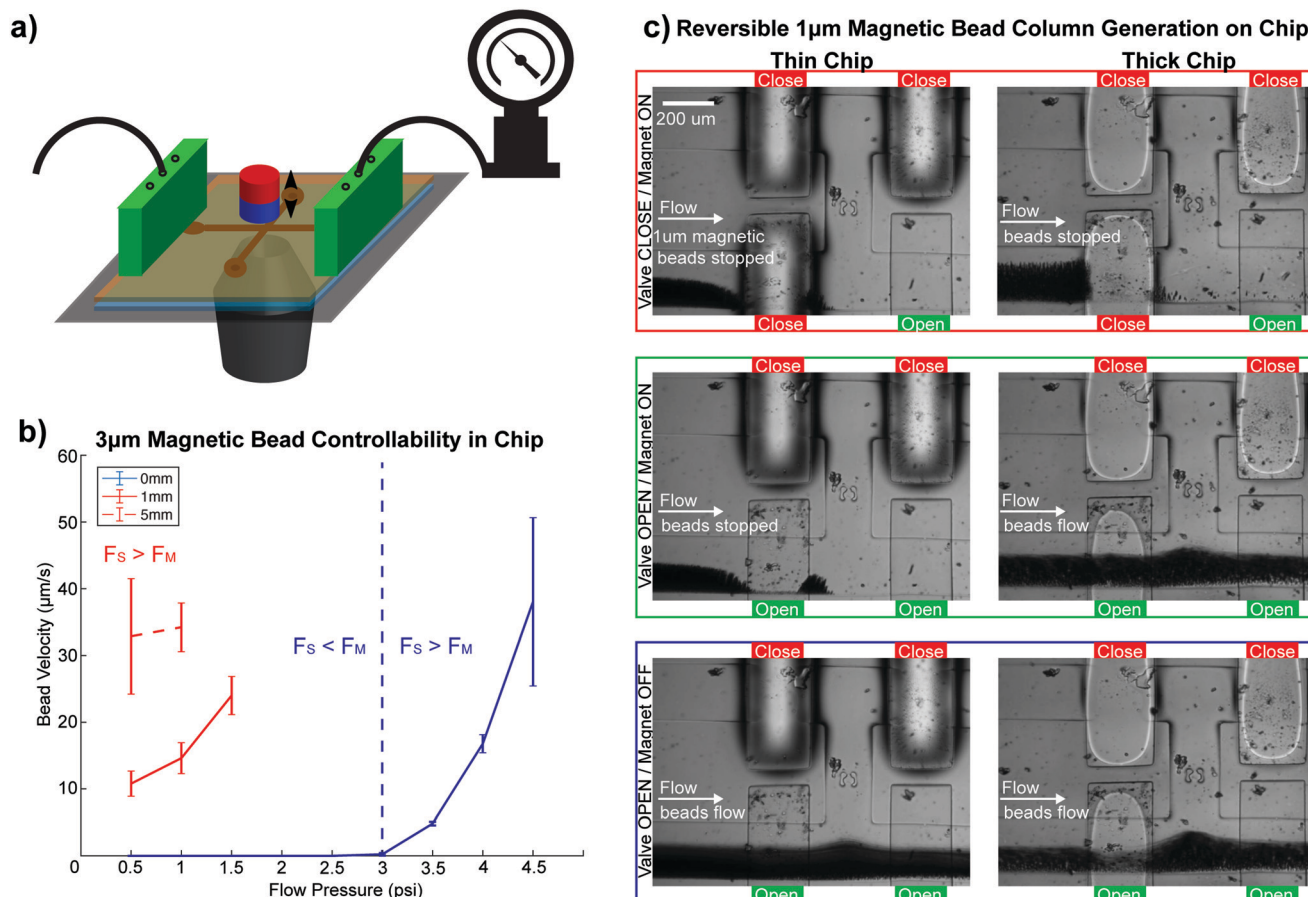 a)
b)
3µm Magnetic Bead Controllability in Chip
60
50
40
30
20
10
0
Bead Velocity (µm/s)
0mm
1mm
5mm
FS > FM
FS < FM
FS > FM
0
0.5
1
1.5
2
2.5
3
3.5
4
4.5
Flow Pressure (psi)
c) Reversible 1µm Magnetic Bead Column Generation on Chip
Thin Chip
Thick Chip
Valve CLOSE / Magnet ON
Close
Close
Close
Close
200 um
Flow
1um magnetic
beads stopped
Flow
beads stopped
Close
Open
Close
Open
Valve OPEN / Magnet ON
Close
Close
Close
Close
Flow
beads stopped
Flow
beads flow
Open
Open
Open
Open
Valve OPEN / Magnet OFF
Close
Close
Close
Close
Flow
beads flow
Flow
beads flow
Open
Open
Open
Open